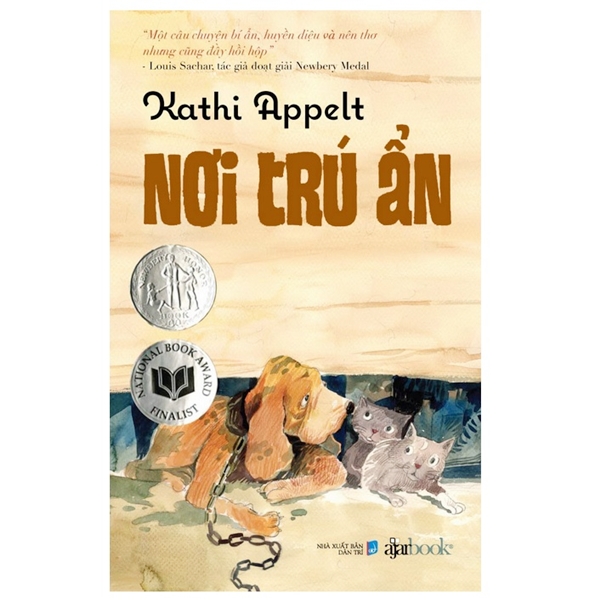 “Một câu chuyện bí ẩn, huyền diệu và nên thơ
nhưng cũng đầy hồi hộp”
- Louis Sachar, tác giả đoạt giải Newbery Medal
Kathi Appelt
NƠI TRÚ ẨN
NATIONAL BOOK AWARD
FINALIST
NHÀ XUẤT BẢN
DÂN TRÍ
ajarbook®